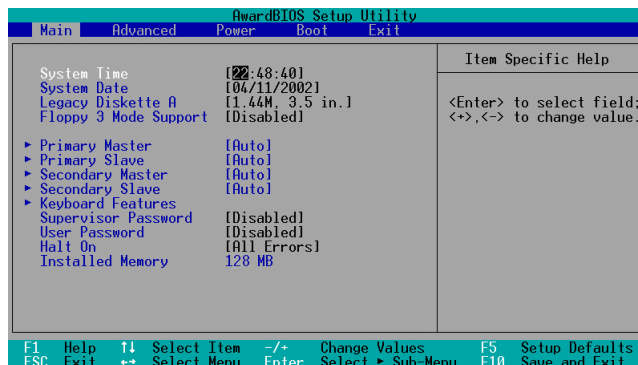 AwardBIOS Setup Utility
Main Advanced Power Boot Exit
Item Specific Help
System Time [22:48:40]
System Date [04/11/2002]
Legacy Diskette A [1.44M, 3.5 in.]
<Enter> to select field;
Floppy 3 Mode Support [Disabled]
<+>,<-> to change value.
Primary Master [Auto]
Primary Slave [Auto]
Secondary Master [Auto]
Secondary Slave [Auto]
Keyboard Features
Supervisor Password [Disabled]
User Password [Disabled]
Halt On [All Errors]
Installed Memory 128 MB
F1 Help ↑↓ Select Item -/+ Change Values F5 Setup Defaults
ESC Exit ←→ Select Menu Enter Select ► Sub-Menu F10 Save and Exit